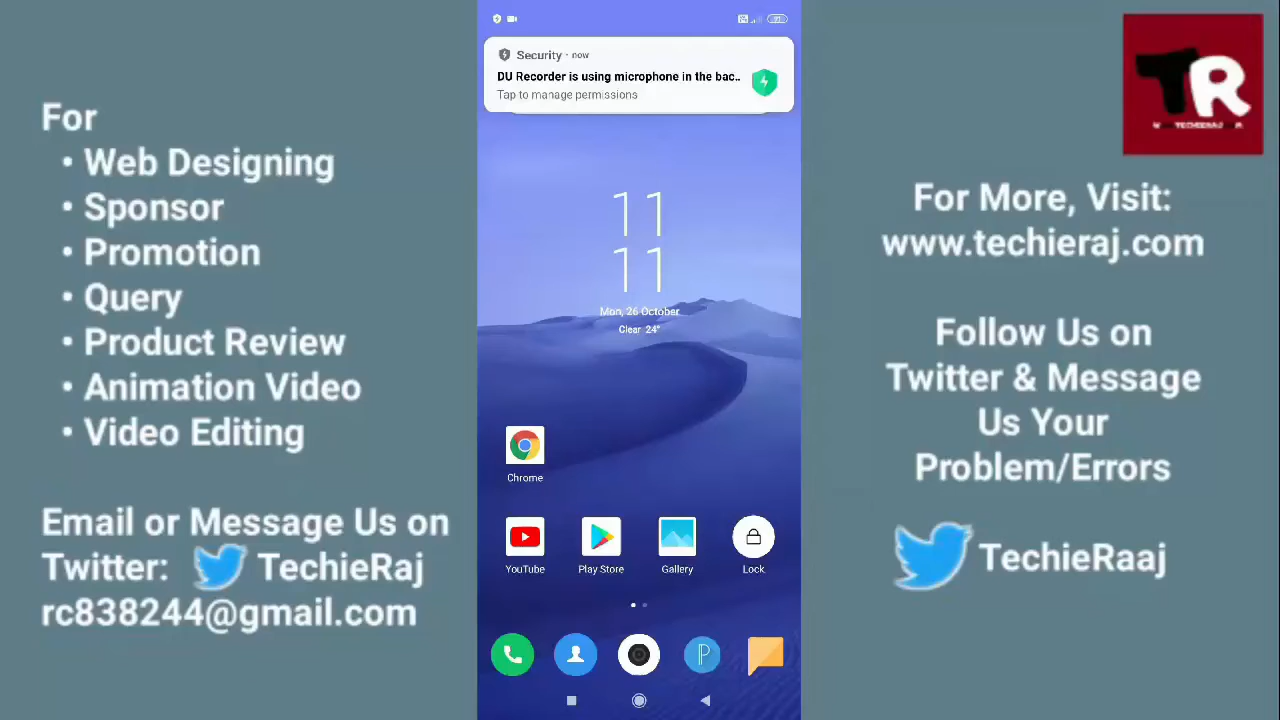 For
• Web Designing
• Sponsor
• Promotion
• Query
• Product Review
• Animation Video
• Video Editing
Email or Message Us on
Twitter: TechieRaj
rc838244@gmail.com
Security · now
DU Recorder is using microphone in the bac..
Tap to manage permissions
11
11
Mon, 26 October
Clear 24°
Chrome
YouTube
Play Store
Gallery
Lock
TR
For More, Visit:
www.techieraj.com
Follow Us on
Twitter & Message
Us Your
Problem/Errors
TechieRaaj